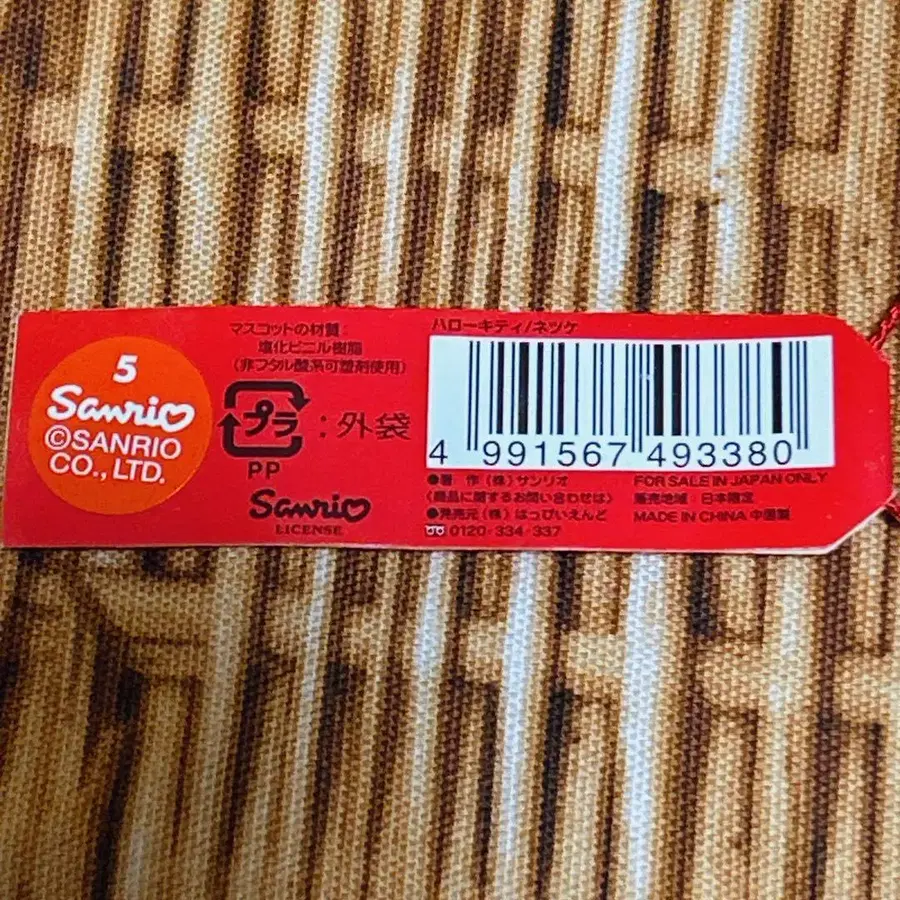 5
Sanrio
©SANRIO
CO., LTD.
マスコットの材質
塩化ビニル樹脂
(非フタル酸系可塑剤使用)
プラ
:外袋
PP
Sanrio
LICENSE
ハローキティ/ネツケ
4 991567 493380
●著 作(株)サンリオ
〈商品に関するお問い合わせは〉
●発売元(株)はっぴいえんど
0120-334-337
FOR SALE IN JAPAN ONLY
販売地域:日本限定
MADE IN CHINA 中国製